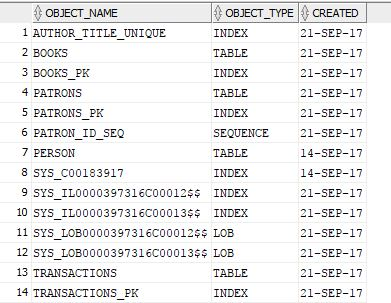 OBJECT_NAME OBJECT_TYPE CREATED
1 AUTHOR_TITLE_UNIQUE INDEX 21-SEP-17
2 BOOKS TABLE 21-SEP-17
3 BOOKS_PK INDEX 21-SEP-17
4 PATRONS TABLE 21-SEP-17
5 PATRONS_PK INDEX 21-SEP-17
6 PATRON_ID_SEQ SEQUENCE 21-SEP-17
7 PERSON TABLE 14-SEP-17
8 SYS_C00183917 INDEX 14-SEP-17
9 SYS_IL0000397316C00012$$ INDEX 21-SEP-17
10 SYS_IL0000397316C00013$$ INDEX 21-SEP-17
11 SYS_LOB0000397316C00012$$ LOB 21-SEP-17
12 SYS_LOB0000397316C00013$$ LOB 21-SEP-17
13 TRANSACTIONS TABLE 21-SEP-17
14 TRANSACTIONS_PK INDEX 21-SEP-17